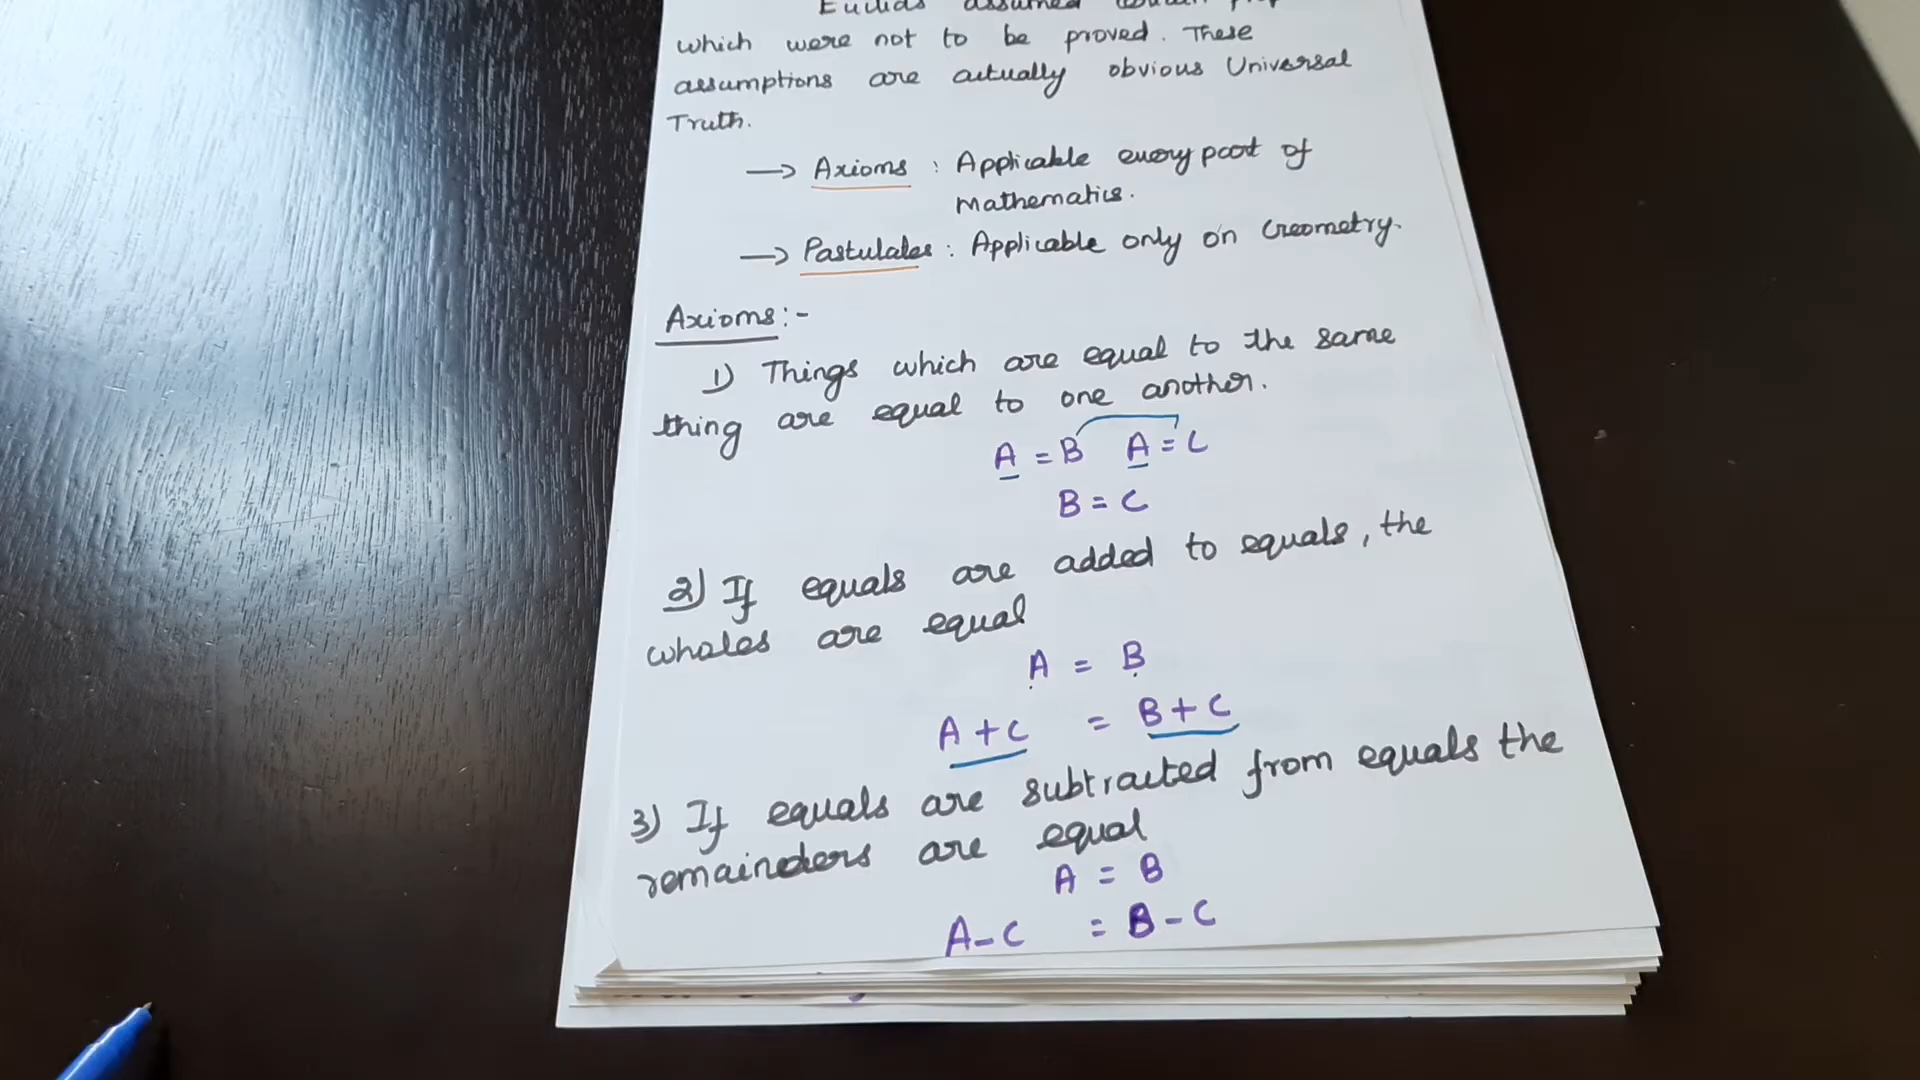 Euclids assumed
which were not to be proved. These
assumptions are actually obvious Universal
Truth.
→ Axioms : Applicable every part of
Mathematics.
→ Pastulates : Applicable only on Geometry.
Axioms:-
1) Things which are equal to the same
thing are equal to one another.
A = B A = C
B = C
2) If equals are added to equals, the
wholes are equal
A = B
A + C = B + C
3) If equals are subtracted from equals the
remainders are equal
A = B
A - C = B - C